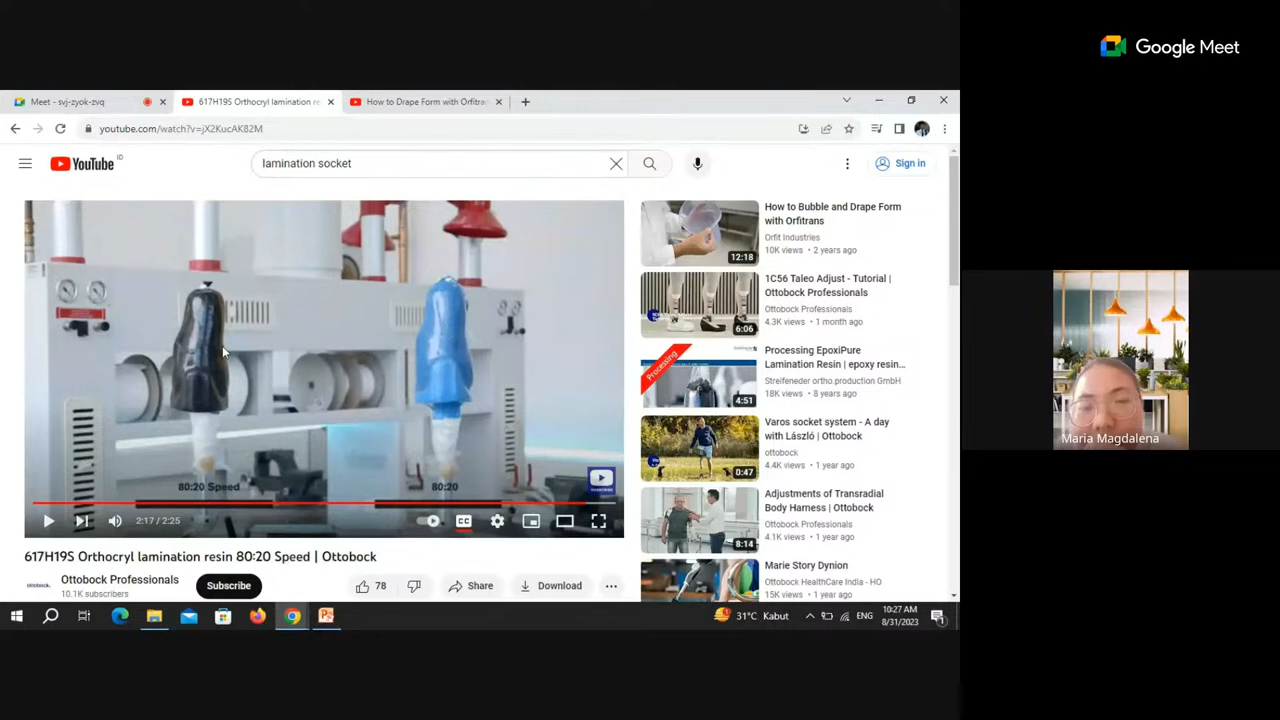 Google Meet
Meet - svj-zyok-zvq
617H19S Orthocryl lamination re
How to Drape Form with Orfitran
youtube.com/watch?v=jX2KucAK82M
YouTube ID
lamination socket
Sign in
80:20 Speed
80:20
SUBSCRIBE
2:17 / 2:25
CC
617H19S Orthocryl lamination resin 80:20 Speed | Ottobock
ottobock.
Ottobock Professionals
10.1K subscribers
Subscribe
78
Share
Download
How to Bubble and Drape Form
with Orfitrans
Orfit Industries
10K views • 2 years ago
12:18
1C56 Taleo Adjust - Tutorial |
Ottobock Professionals
Ottobock Professionals
4.3K views • 1 month ago
6:06
Processing
Processing EpoxiPure
Lamination Resin | epoxy resin...
Streifeneder ortho.production GmbH
18K views • 8 years ago
4:51
Varos socket system - A day
with László | Ottobock
ottobock
4.4K views • 1 year ago
0:47
Adjustments of Transradial
Body Harness | Ottobock
Ottobock Professionals
4.1K views • 1 year ago
8:14
Marie Story Dynion
Ottobock HealthCare India - HO
15K views • 1 year ago
31°C Kabut
ENG
10:27 AM
8/31/2023
1
Maria Magdalena